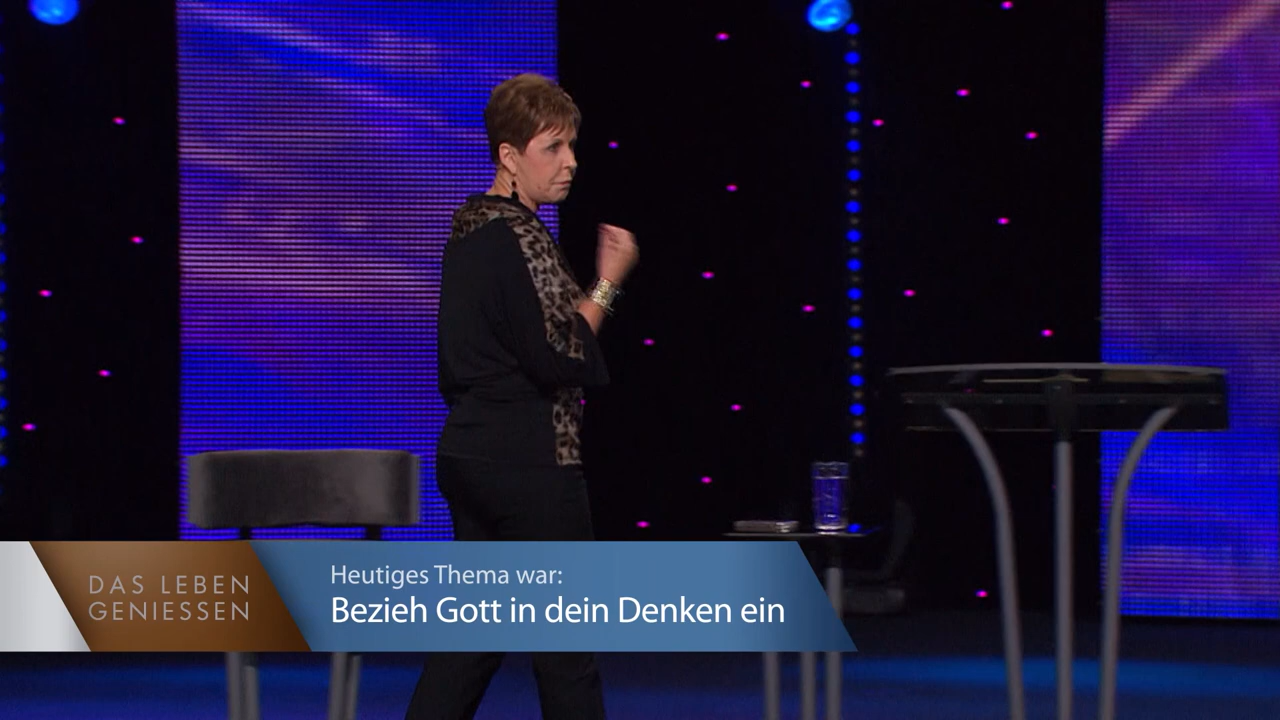 DAS LEBEN
GENIESSEN
Heutiges Thema war:
Bezieh Gott in dein Denken ein